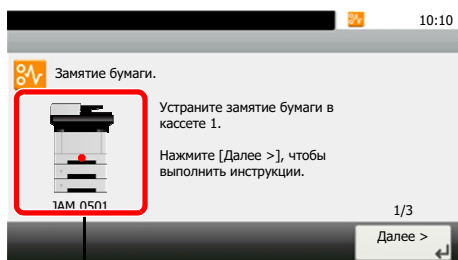 10:10
Замятие бумаги.
Устраните замятие бумаги в
кассете 1.
Нажмите [Далее >], чтобы
выполнить инструкции.
JAM 0501
1/3
Далее >